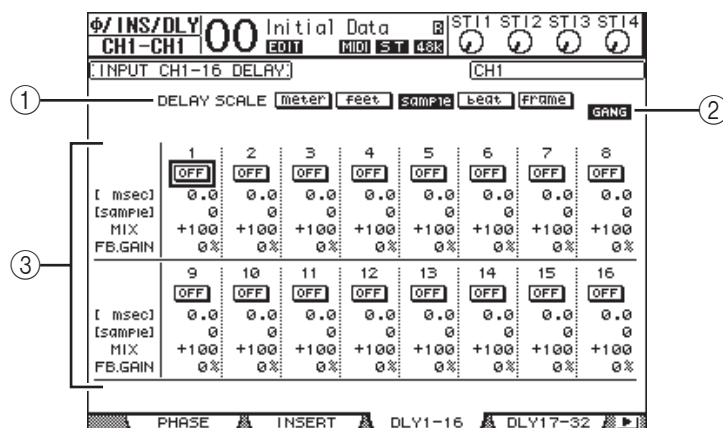 Φ/INS/DLY 00 Initial Data R ST11 ST12 ST13 ST14
CH1-CH1 EDIT MIDI ST 48K
INPUT CH1-16 DELAY CH1
① DELAY SCALE meter feet sample beat frame
GANG ②
1 2 3 4 5 6 7 8
OFF OFF OFF OFF OFF OFF OFF OFF
[ msec] 0.0 0.0 0.0 0.0 0.0 0.0 0.0 0.0
[sample] 0 0 0 0 0 0 0 0
MIX +100 +100 +100 +100 +100 +100 +100 +100
FB.GAIN 0% 0% 0% 0% 0% 0% 0% 0%
③
9 10 11 12 13 14 15 16
OFF OFF OFF OFF OFF OFF OFF OFF
[ msec] 0.0 0.0 0.0 0.0 0.0 0.0 0.0 0.0
[sample] 0 0 0 0 0 0 0 0
MIX +100 +100 +100 +100 +100 +100 +100 +100
FB.GAIN 0% 0% 0% 0% 0% 0% 0% 0%
PHASE INSERT DLY1-16 DLY17-32